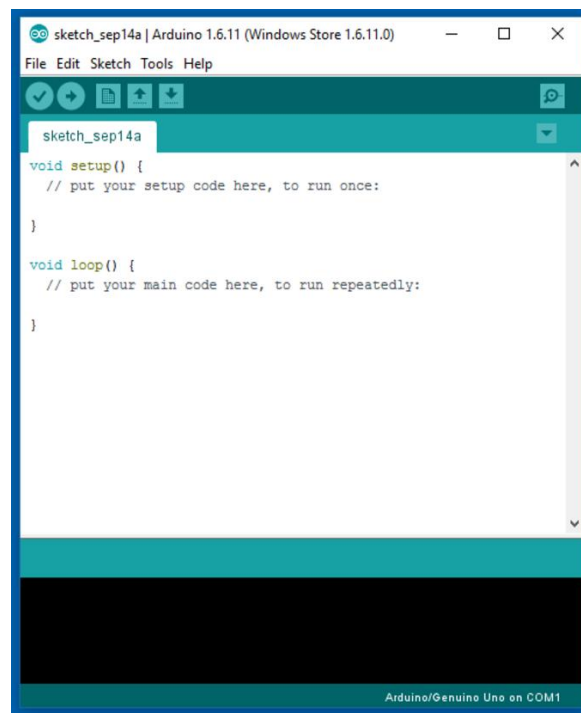 sketch_sep14a | Arduino 1.6.11 (Windows Store 1.6.11.0)
File Edit Sketch Tools Help
sketch_sep14a
void setup() {
  // put your setup code here, to run once:
}
void loop() {
  // put your main code here, to run repeatedly:
}
Arduino/Genuino Uno on COM1